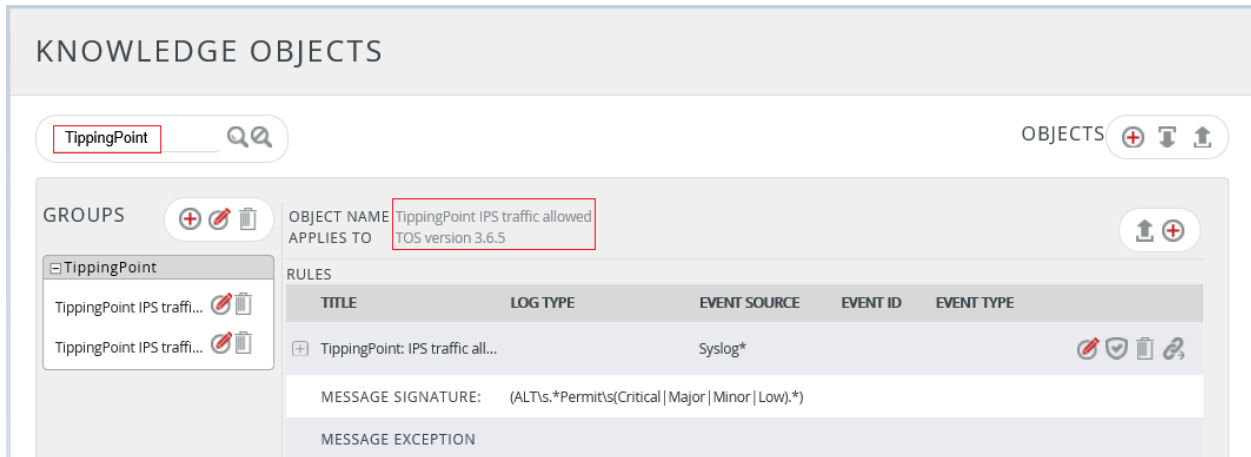 KNOWLEDGE OBJECTS
TippingPoint
OBJECTS
GROUPS
OBJECT NAME TippingPoint IPS traffic allowed
APPLIES TO TOS version 3.6.5
TippingPoint
RULES
TITLE LOG TYPE EVENT SOURCE EVENT ID EVENT TYPE
TippingPoint IPS traffi...
TippingPoint IPS traffi...
TippingPoint: IPS traffic all... Syslog*
MESSAGE SIGNATURE: (ALT\s.*Permit\s(Critical|Major|Minor|Low).*)
MESSAGE EXCEPTION